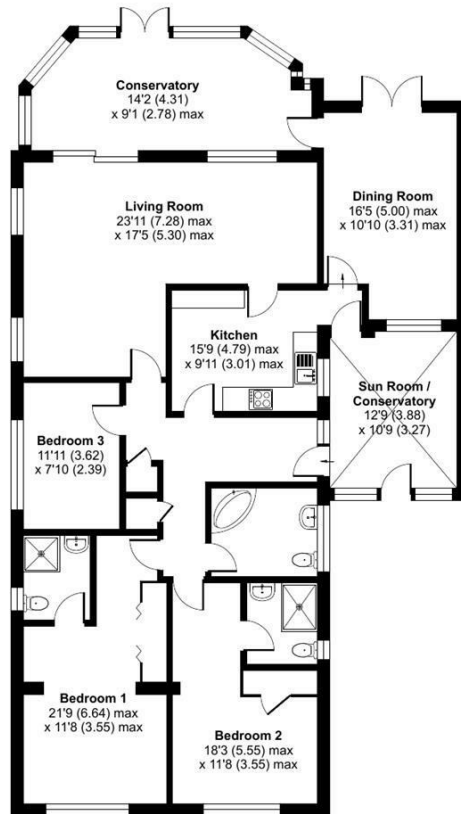 Conservatory
14'2 (4.31)
x 9'1 (2.78) max
Living Room
23'11 (7.28) max
x 17'5 (5.30) max
Dining Room
16'5 (5.00) max
x 10'10 (3.31) max
Kitchen
15'9 (4.79) max
x 9'11 (3.01) max
Sun Room /
Conservatory
12'9 (3.88)
x 10'9 (3.27)
Bedroom 3
11'11 (3.62)
x 7'10 (2.39)
Bedroom 1
21'9 (6.64) max
x 11'8 (3.55) max
Bedroom 2
18'3 (5.55) max
x 11'8 (3.55) max